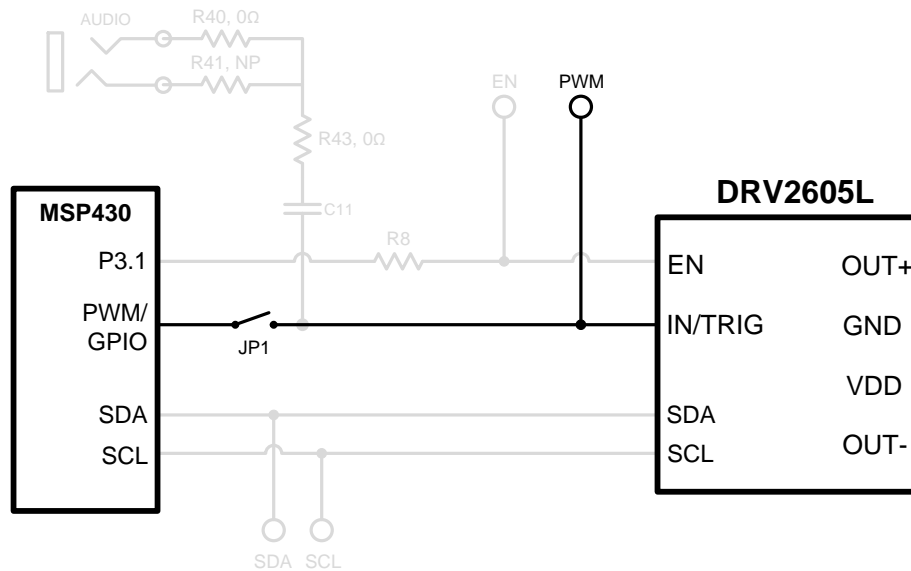 AUDIO
R40, 0Ω
R41, NP
EN
PWM
R43, 0Ω
DRV2605L
MSP430
C11
R8
P3.1
EN
OUT+
PWM/
GPIO
JP1
IN/TRIG
GND
VDD
SDA
SDA
SCL
SCL
OUT-
SDA
SCL